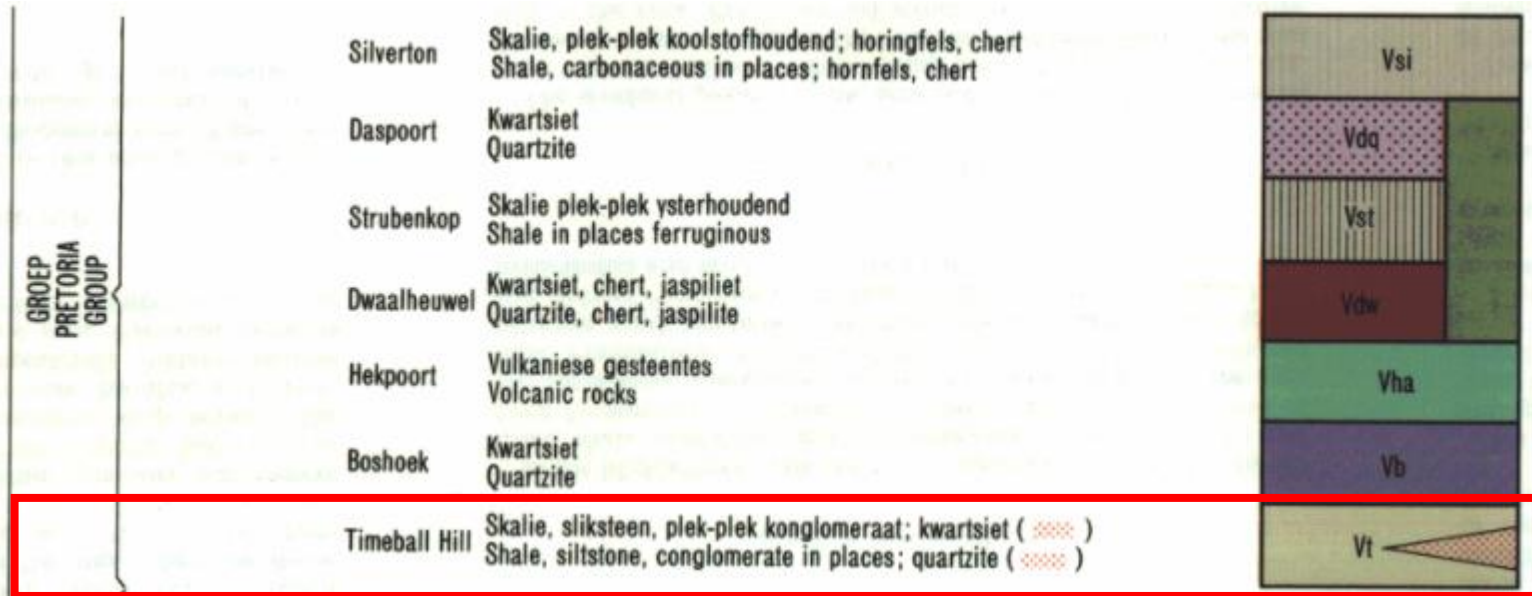 GROEP
PRETORIA
GROUP
Silverton
Skalie, plek-plek koolstofhoudend; horingfels, chert
Shale, carbonaceous in places; hornfels, chert
Vsi
Daspoort
Kwartsiet
Quartzite
Vdq
Strubenkop
Skalie plek-plek ysterhoudend
Shale in places ferruginous
Vst
Dwaalheuwel
Kwartsiet, chert, jaspiliet
Quartzite, chert, jaspilite
Vdw
Hekpoort
Vulkaniese gesteentes
Volcanic rocks
Vha
Boshoek
Kwartsiet
Quartzite
Vb
Timeball Hill
Skalie, sliksteen, plek-plek konglomeraat; kwartsiet ( )
Shale, siltstone, conglomerate in places; quartzite ( )
Vt